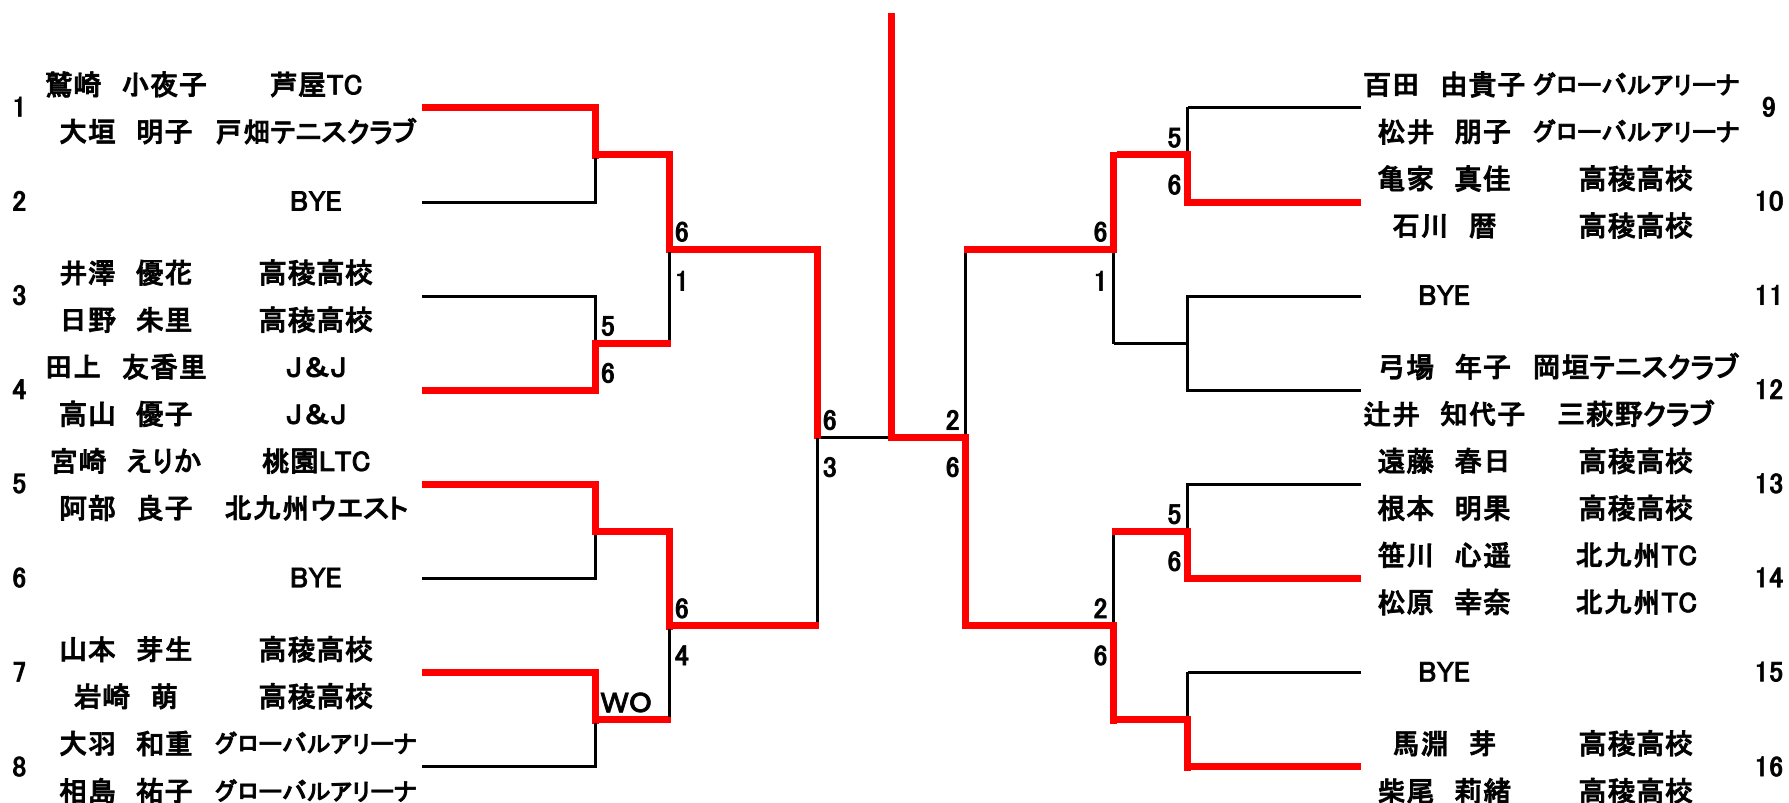 鷲崎 小夜子 芦屋TC
1
大垣 明子 戸畑テニスクラブ
2 BYE
6
井澤 優花 高稜高校
3
1
日野 朱里 高稜高校
5
田上 友香里 J&J
6
4
高山 優子 J&J
6
宮崎 えりか 桃園LTC
3
5
阿部 良子 北九州ウエスト
6 BYE
6
山本 芽生 高稜高校
4
7
岩崎 萌 高稜高校
WO
大羽 和重 グローバルアリーナ
8
相島 祐子 グローバルアリーナ
百田 由貴子 グローバルアリーナ
9
5
松井 朋子 グローバルアリーナ
6
亀家 真佳 高稜高校
10
石川 暦 高稜高校
6
1
BYE 11
弓場 年子 岡垣テニスクラブ
12
辻井 知代子 三萩野クラブ
2
6
遠藤 春日 高稜高校
13
根本 明果 高稜高校
5
笹川 心遥 北九州TC
6
14
松原 幸奈 北九州TC
2
6
BYE 15
馬淵 芽 高稜高校
16
柴尾 莉緒 高稜高校